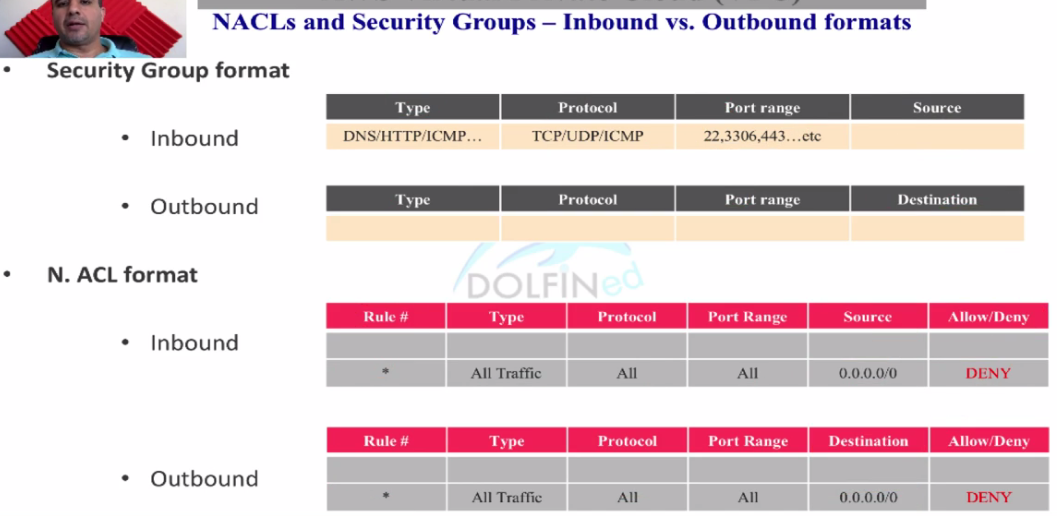 NACLs and Security Groups – Inbound vs. Outbound formats
• Security Group format
Type Protocol Port range Source
• Inbound DNS/HTTP/ICMP… TCP/UDP/ICMP 22,3306,443…etc
Type Protocol Port range Destination
• Outbound
• N. ACL format
DOLFINed
Rule # Type Protocol Port Range Source Allow/Deny
• Inbound
* All Traffic All All 0.0.0.0/0 DENY
Rule # Type Protocol Port Range Destination Allow/Deny
• Outbound
* All Traffic All All 0.0.0.0/0 DENY